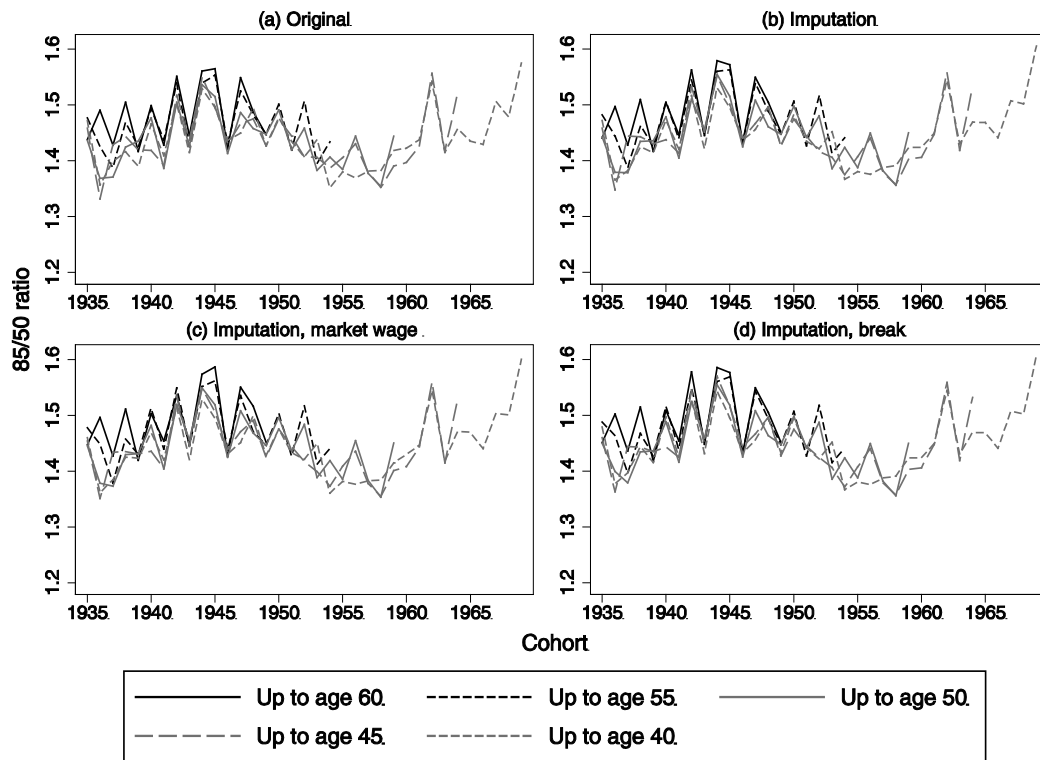 (a) Original
(b) Imputation
1.6
1.5
1.4
1.3
1.2
1935 1940 1945 1950 1955 1960 1965
1.6
1.5
1.4
1.3
1.2
1935 1940 1945 1950 1955 1960 1965
(c) Imputation, market wage
(d) Imputation, break
1.6
1.5
1.4
1.3
1.2
1935 1940 1945 1950 1955 1960 1965
1.6
1.5
1.4
1.3
1.2
1935 1940 1945 1950 1955 1960 1965
85/50 ratio
Cohort
Up to age 60 Up to age 55 Up to age 50
Up to age 45 Up to age 40